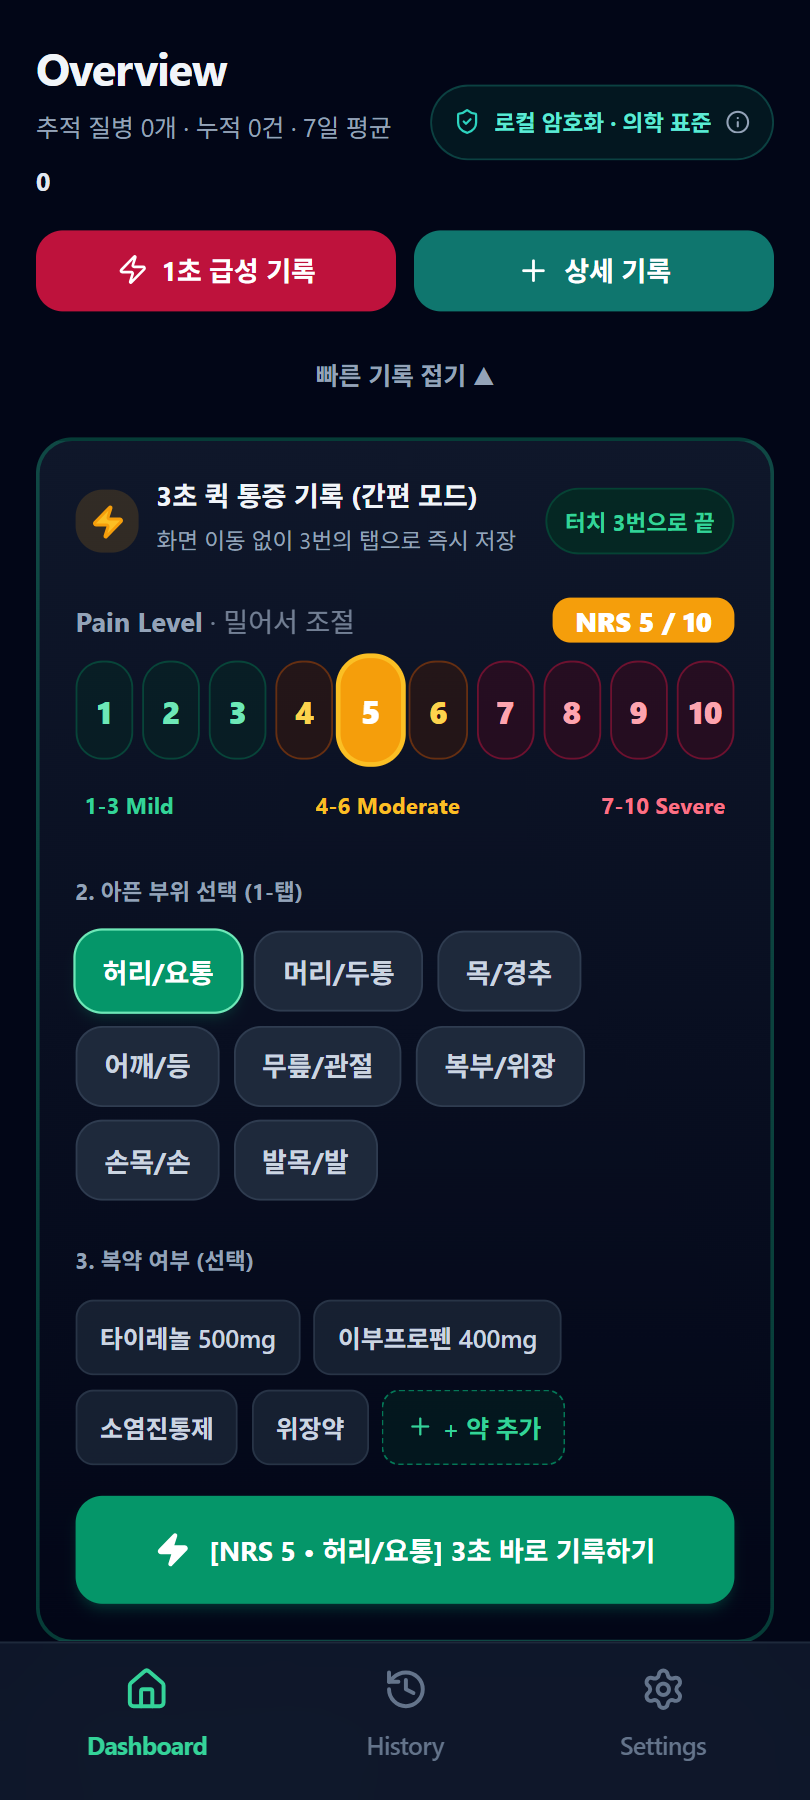 Overview
추적 질병 0개 · 누적 0건 · 7일 평균
0
로컬 암호화 · 의학 표준
1초 급성 기록
상세 기록
빠른 기록 접기 ▲
3초 퀵 통증 기록 (간편 모드)
화면 이동 없이 3번의 탭으로 즉시 저장
터치 3번으로 끝
Pain Level · 밀어서 조절
NRS 5 / 10
1 2 3 4 5 6 7 8 9 10
1-3 Mild 4-6 Moderate 7-10 Severe
2. 아픈 부위 선택 (1-탭)
허리/요통 머리/두통 목/경추
어깨/등 무릎/관절 복부/위장
손목/손 발목/발
3. 복약 여부 (선택)
타이레놀 500mg 이부프로펜 400mg
소염진통제 위장약 + 약 추가
[NRS 5 • 허리/요통] 3초 바로 기록하기
Dashboard History Settings